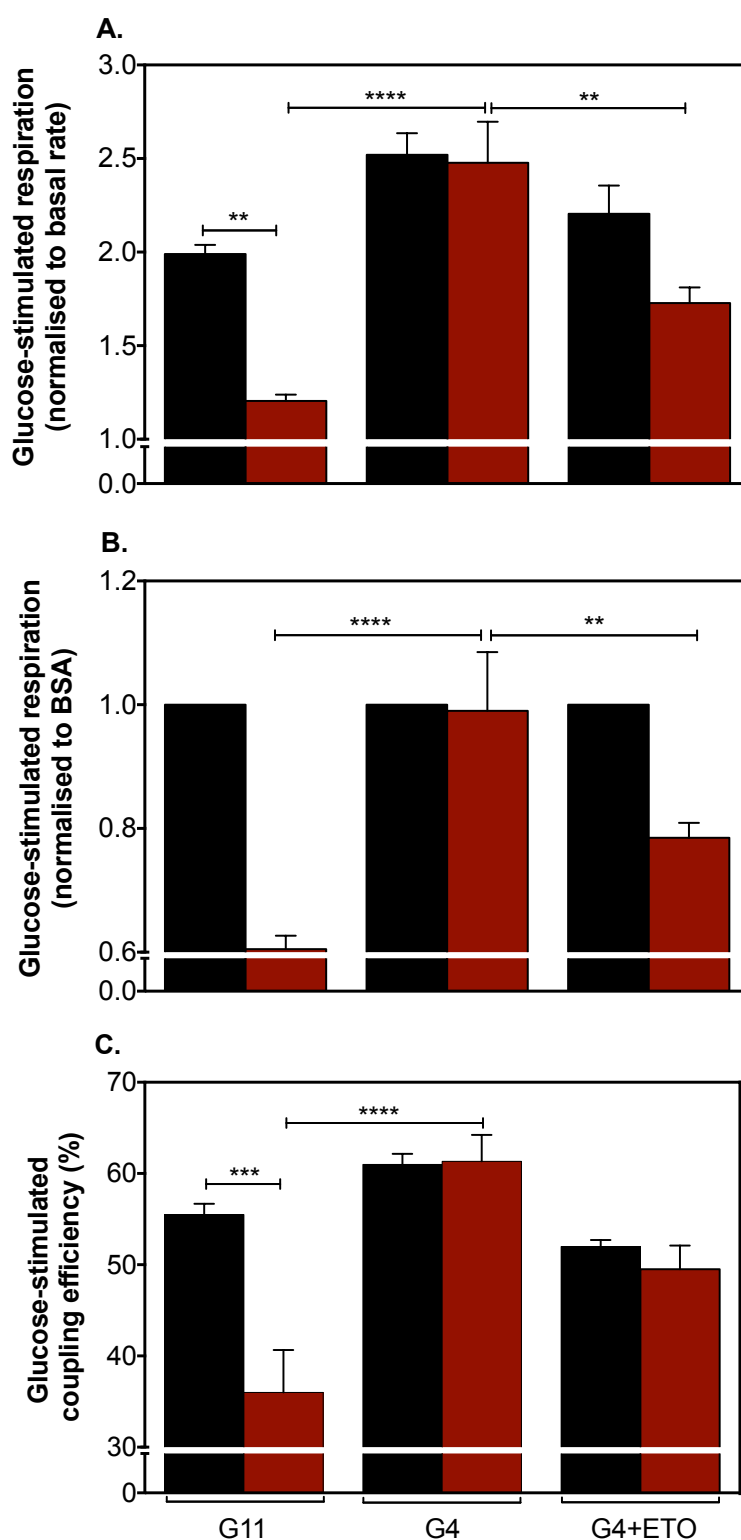 A.
Glucose-stimulated respiration
(normalised to basal rate)
3.0
2.5
2.0
1.5
1.0
0.0
**
****
**
B.
Glucose-stimulated respiration
(normalised to BSA)
1.2
1.0
0.8
0.6
0.0
****
**
C.
Glucose-stimulated
coupling efficiency (%)
70
60
50
40
30
0
***
****
G11 G4 G4+ETO